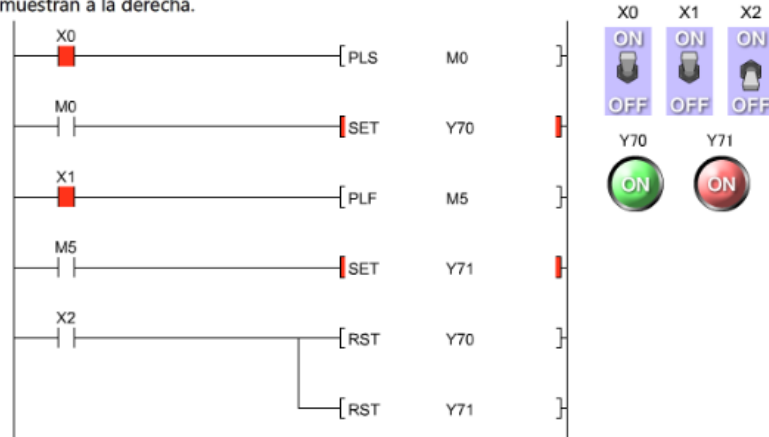 muestran a la derecha.
X0 X1 X2
ON ON ON
OFF OFF OFF
Y70 Y71
ON ON
X0
PLS M0
M0
SET Y70
X1
PLF M5
M5
SET Y71
X2
RST Y70
RST Y71